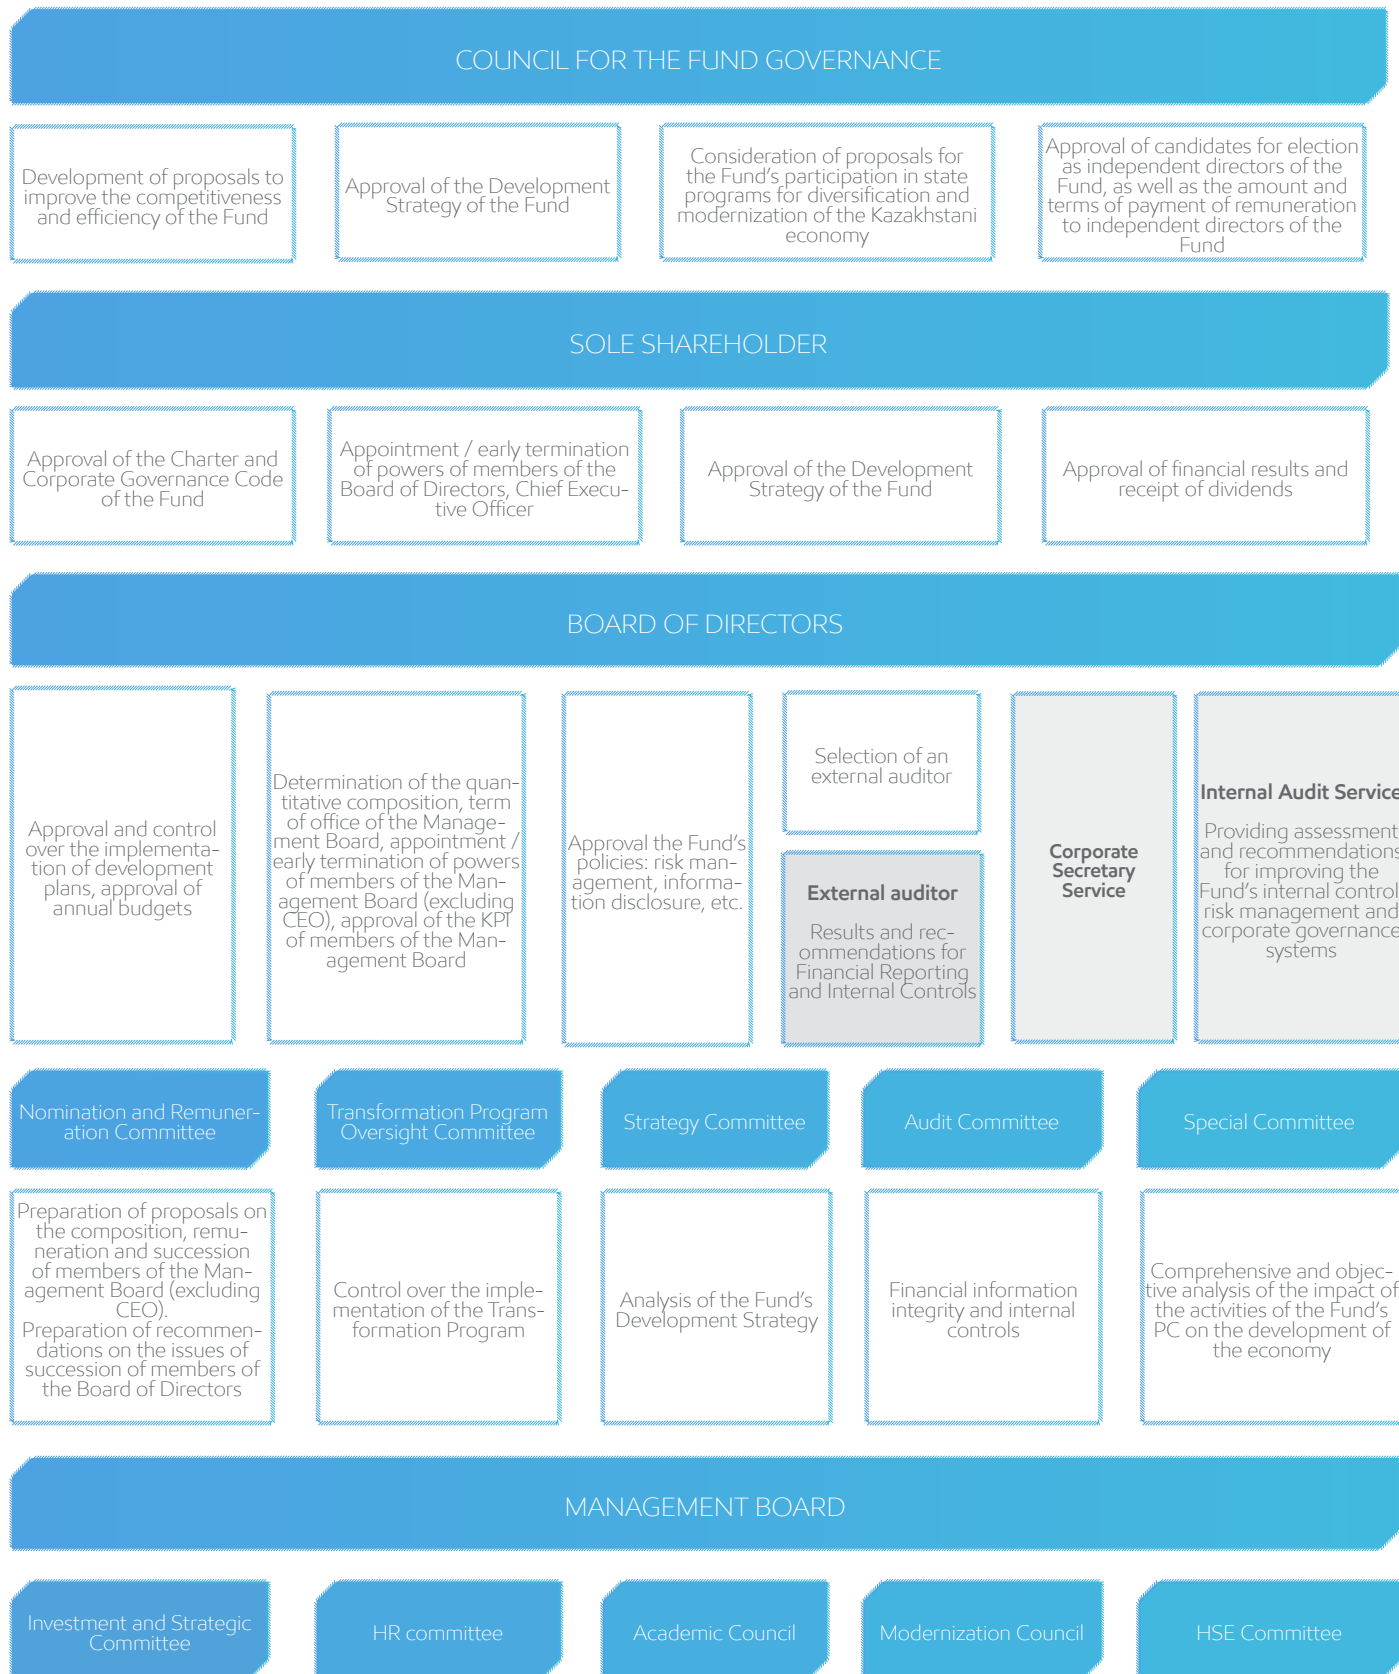 COUNCIL FOR THE FUND GOVERNANCE
Development of proposals to
improve the competitiveness
and efficiency of the Fund
Approval of the Development
Strategy of the Fund
Consideration of proposals for
the Fund's participation in state
programs for diversification and
modernization of the Kazakhstani
economy
Approval of candidates for election
as independent directors of the
Fund, as well as the amount and
terms of payment of remuneration
to independent directors of the
Fund
SOLE SHAREHOLDER
Approval of the Charter and
Corporate Governance Code
of the Fund
Appointment / early termination
of powers of members of the
Board of Directors, Chief Execu-
tive Officer
Approval of the Development
Strategy of the Fund
Approval of financial results and
receipt of dividends
BOARD OF DIRECTORS
Approval and control
over the implementa-
tion of development
plans, approval of
annual budgets
Determination of the quan-
titative composition, term
of office of the Manage-
ment Board, appointment /
early termination of powers
of members of the Man-
agement Board (excluding
CEO), approval of the KPI
of members of the Man-
agement Board
Approval the Fund's
policies: risk man-
agement, informa-
tion disclosure, etc.
Selection of an
external auditor
External auditor
Results and rec-
ommendations for
Financial Reporting
and Internal Controls
Corporate
Secretary
Service
Internal Audit Service
Providing assessment
and recommendations
for improving the
Fund's internal control,
risk management and
corporate governance
systems
Nomination and Remuner-
ation Committee
Transformation Program
Oversight Committee
Strategy Committee
Audit Committee
Special Committee
Preparation of proposals on
the composition, remu-
neration and succession
of members of the Man-
agement Board (excluding
CEO).
Preparation of recommen-
dations on the issues of
succession of members of
the Board of Directors
Control over the imple-
mentation of the Trans-
formation Program
Analysis of the Fund's
Development Strategy
Financial information
integrity and internal
controls
Comprehensive and objec-
tive analysis of the impact of
the activities of the Fund's
PC on the development of
the economy
MANAGEMENT BOARD
Investment and Strategic
Committee
HR committee
Academic Council
Modernization Council
HSE Committee